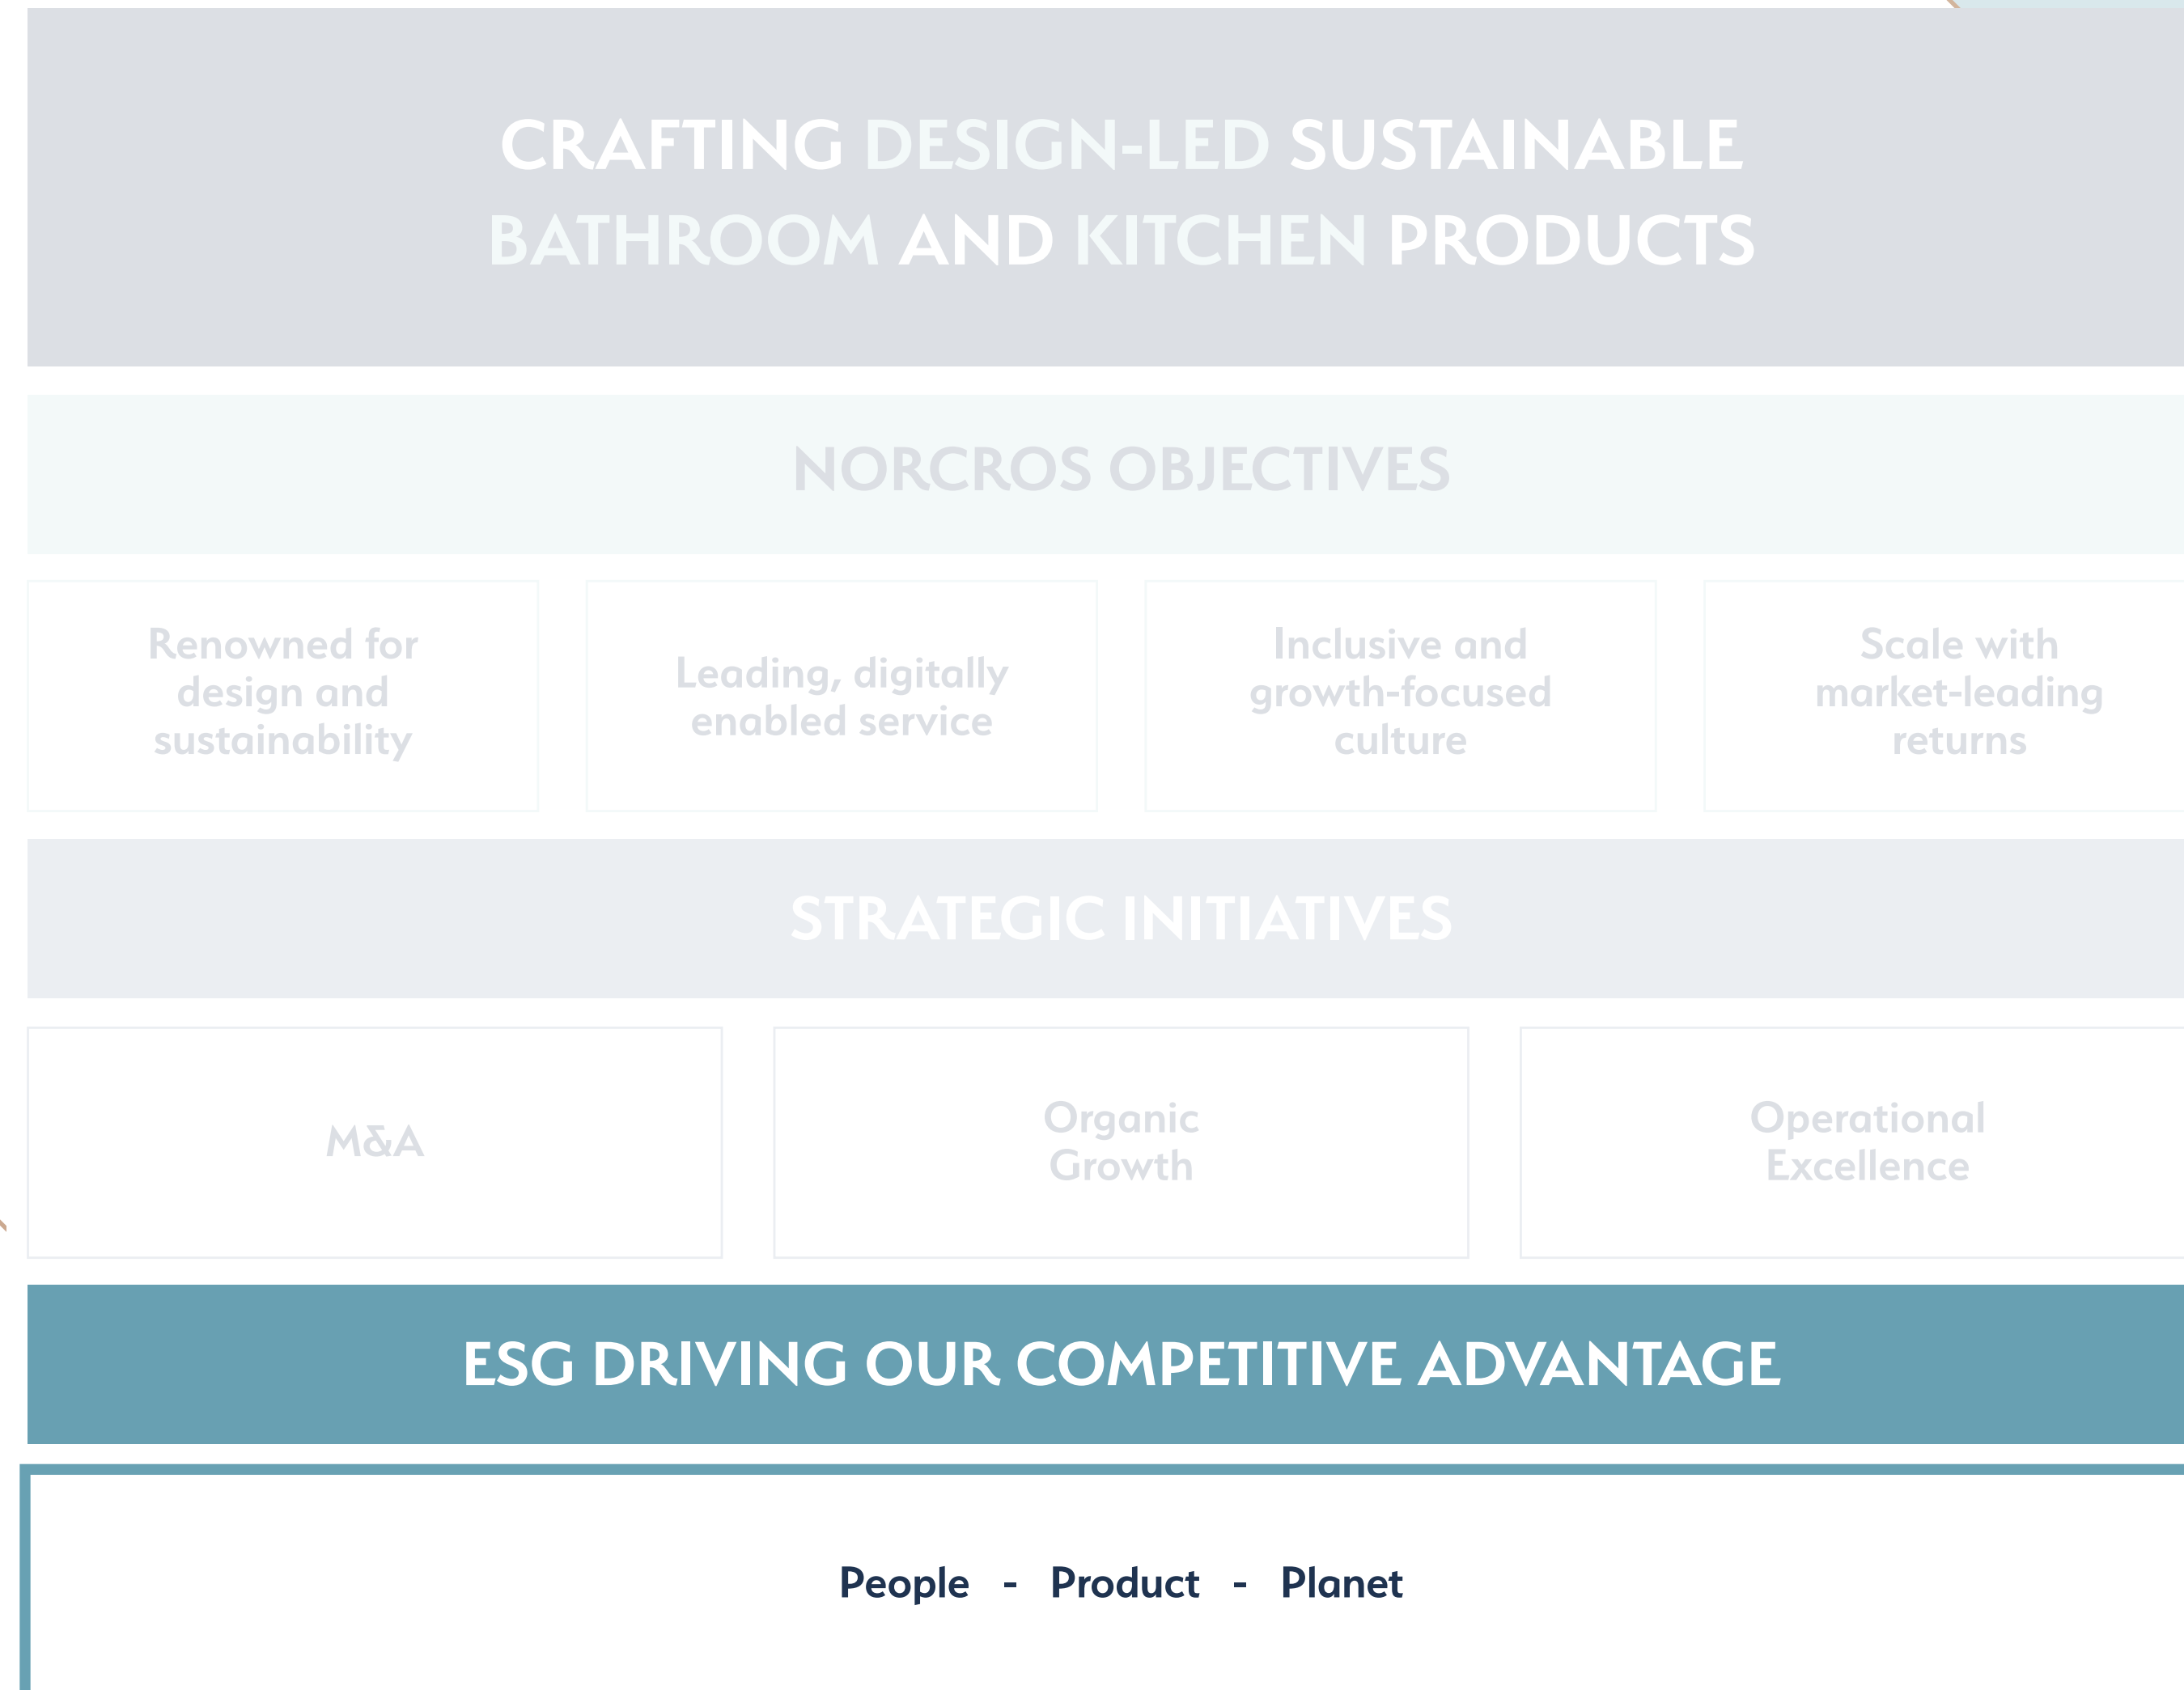 CRAFTING DESIGN-LED SUSTAINABLE
BATHROOM AND KITCHEN PRODUCTS
NORCROS OBJECTIVES
Renowned for
design and
sustainability
Leading, digitally
enabled service
Inclusive and
growth-focused
culture
Scale with
market-leading
returns
STRATEGIC INITIATIVES
M&A
Organic
Growth
Operational
Excellence
ESG DRIVING OUR COMPETITIVE ADVANTAGE
People - Product - Planet